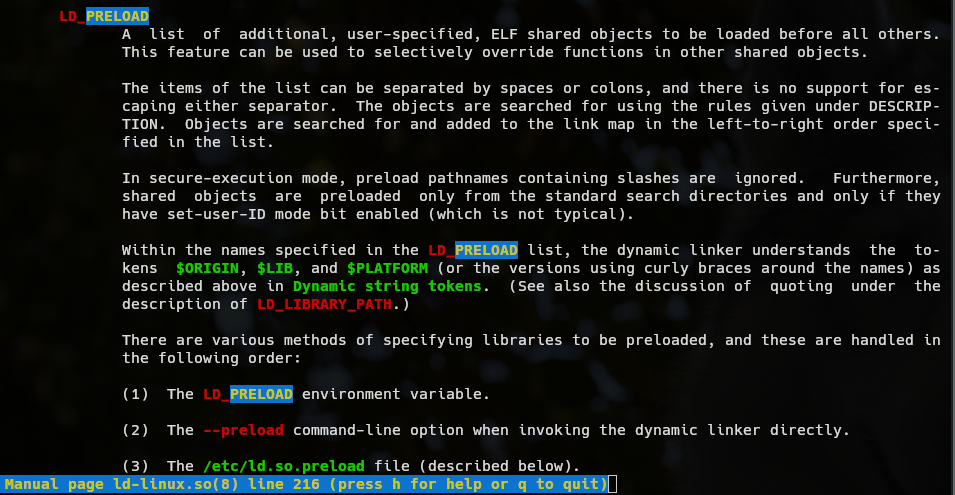 LD_PRELOAD
A list of additional, user-specified, ELF shared objects to be loaded before all others.
This feature can be used to selectively override functions in other shared objects.
The items of the list can be separated by spaces or colons, and there is no support for es-
caping either separator. The objects are searched for using the rules given under DESCRIP-
TION. Objects are searched for and added to the link map in the left-to-right order speci-
fied in the list.
In secure-execution mode, preload pathnames containing slashes are ignored. Furthermore,
shared objects are preloaded only from the standard search directories and only if they
have set-user-ID mode bit enabled (which is not typical).
Within the names specified in the LD_PRELOAD list, the dynamic linker understands the to-
kens $ORIGIN, $LIB, and $PLATFORM (or the versions using curly braces around the names) as
described above in Dynamic string tokens. (See also the discussion of quoting under the
description of LD_LIBRARY_PATH.)
There are various methods of specifying libraries to be preloaded, and these are handled in
the following order:
(1) The LD_PRELOAD environment variable.
(2) The --preload command-line option when invoking the dynamic linker directly.
(3) The /etc/ld.so.preload file (described below).
Manual page ld-linux.so(8) line 216 (press h for help or q to quit)